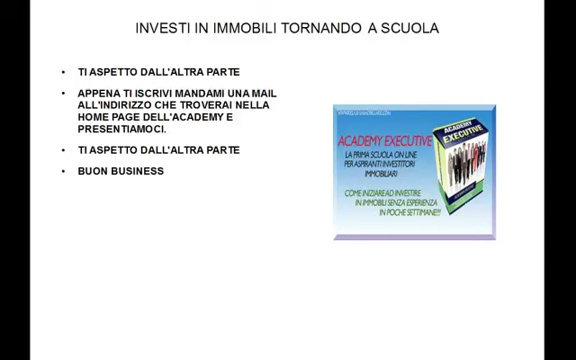 INVESTI IN IMMOBILI TORNANDO A SCUOLA
• TI ASPETTO DALL'ALTRA PARTE
• APPENA TI ISCRIVI MANDAMI UNA MAIL
ALL'INDIRIZZO CHE TROVERAI NELLA
HOME PAGE DELL'ACADEMY E
PRESENTIAMOCI.
• TI ASPETTO DALL'ALTRA PARTE
• BUON BUSINESS
ACADEMY EXECUTIVE
LA PRIMA SCUOLA ON LINE
PER ASPIRANTI INVESTITORI
IMMOBILIARI
COME INIZIARE AD INVESTIRE
IN IMMOBILI SENZA ESPERIENZA
IN POCHE SETTIMANE!!
ACADEMY
EXECUTIVE